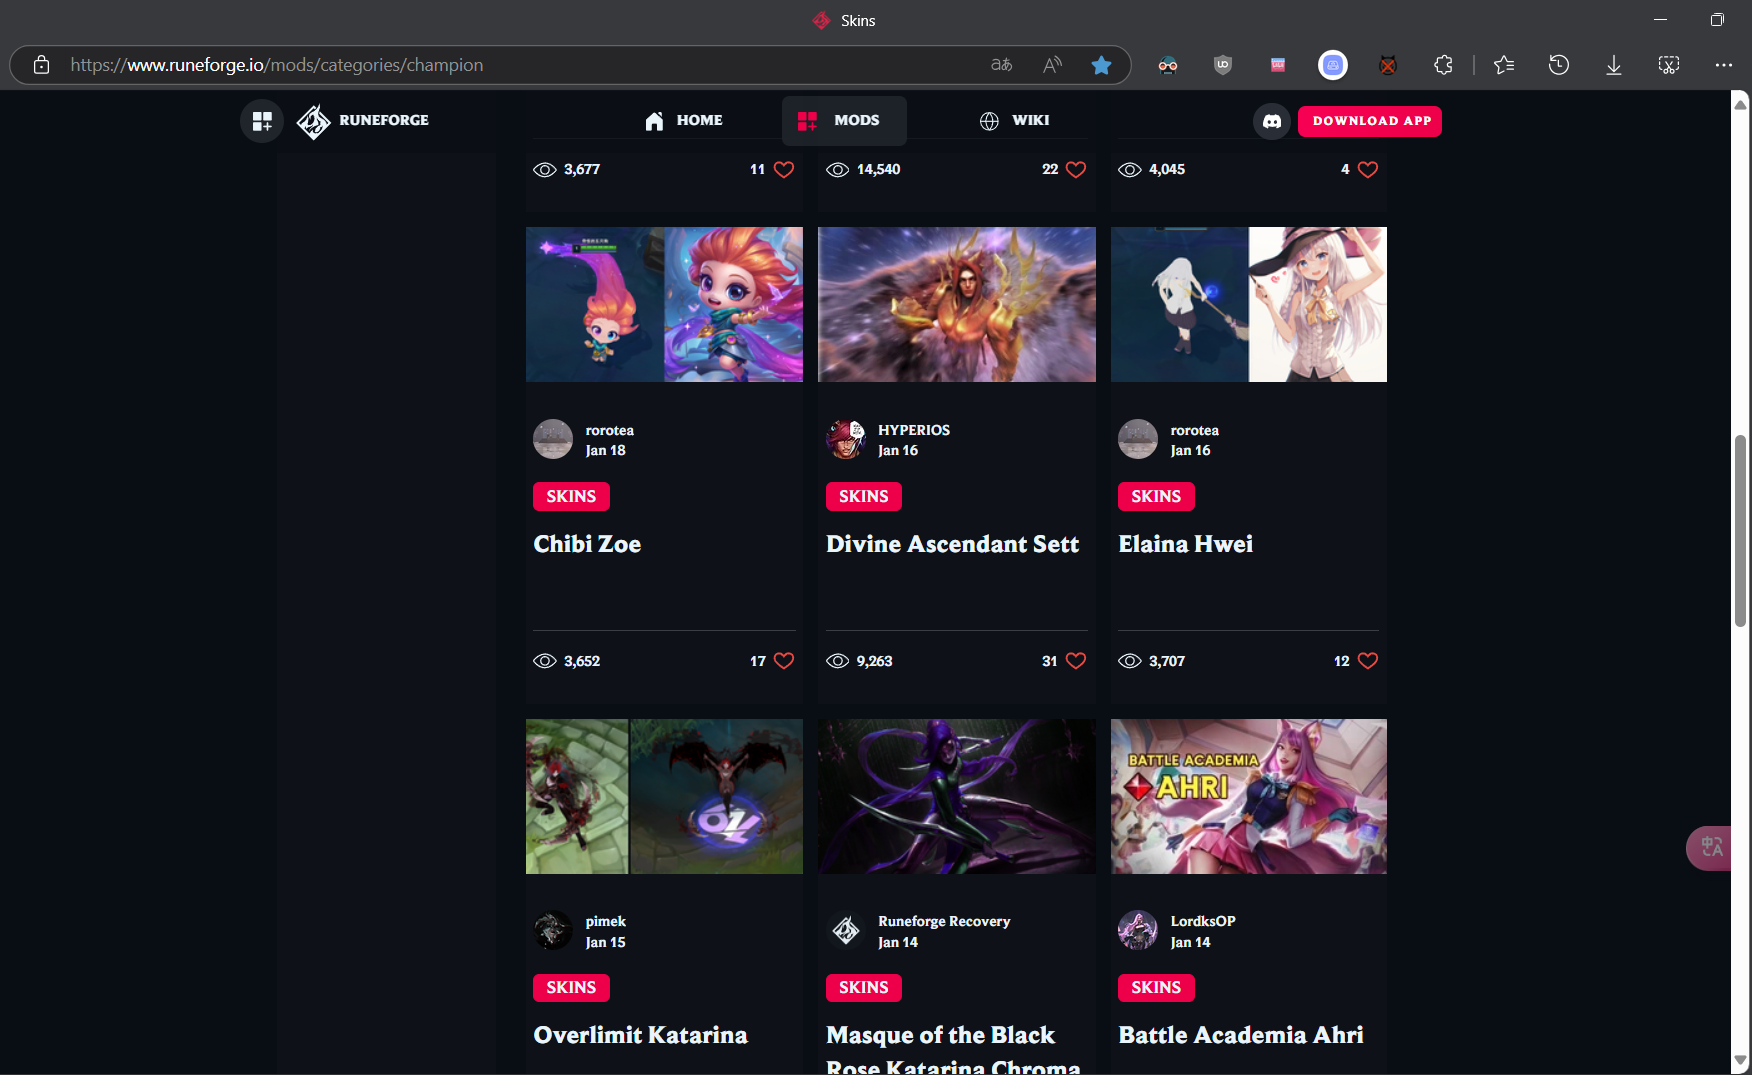 Skins
https://www.runeforge.io/mods/categories/champion
RUNEFORGE
HOME
MODS
WIKI
DOWNLOAD APP
3,677
11
14,540
22
4,045
4
rorotea
Jan 18
SKINS
Chibi Zoe
3,652
17
HYPERIOS
Jan 16
SKINS
Divine Ascendant Sett
9,263
31
rorotea
Jan 16
SKINS
Elaina Hwei
3,707
12
pimek
Jan 15
SKINS
Overlimit Katarina
Runeforge Recovery
Jan 14
SKINS
Masque of the Black
Rose Katarina Chroma
BATTLE ACADEMIA
AHRI
LordksOP
Jan 14
SKINS
Battle Academia Ahri